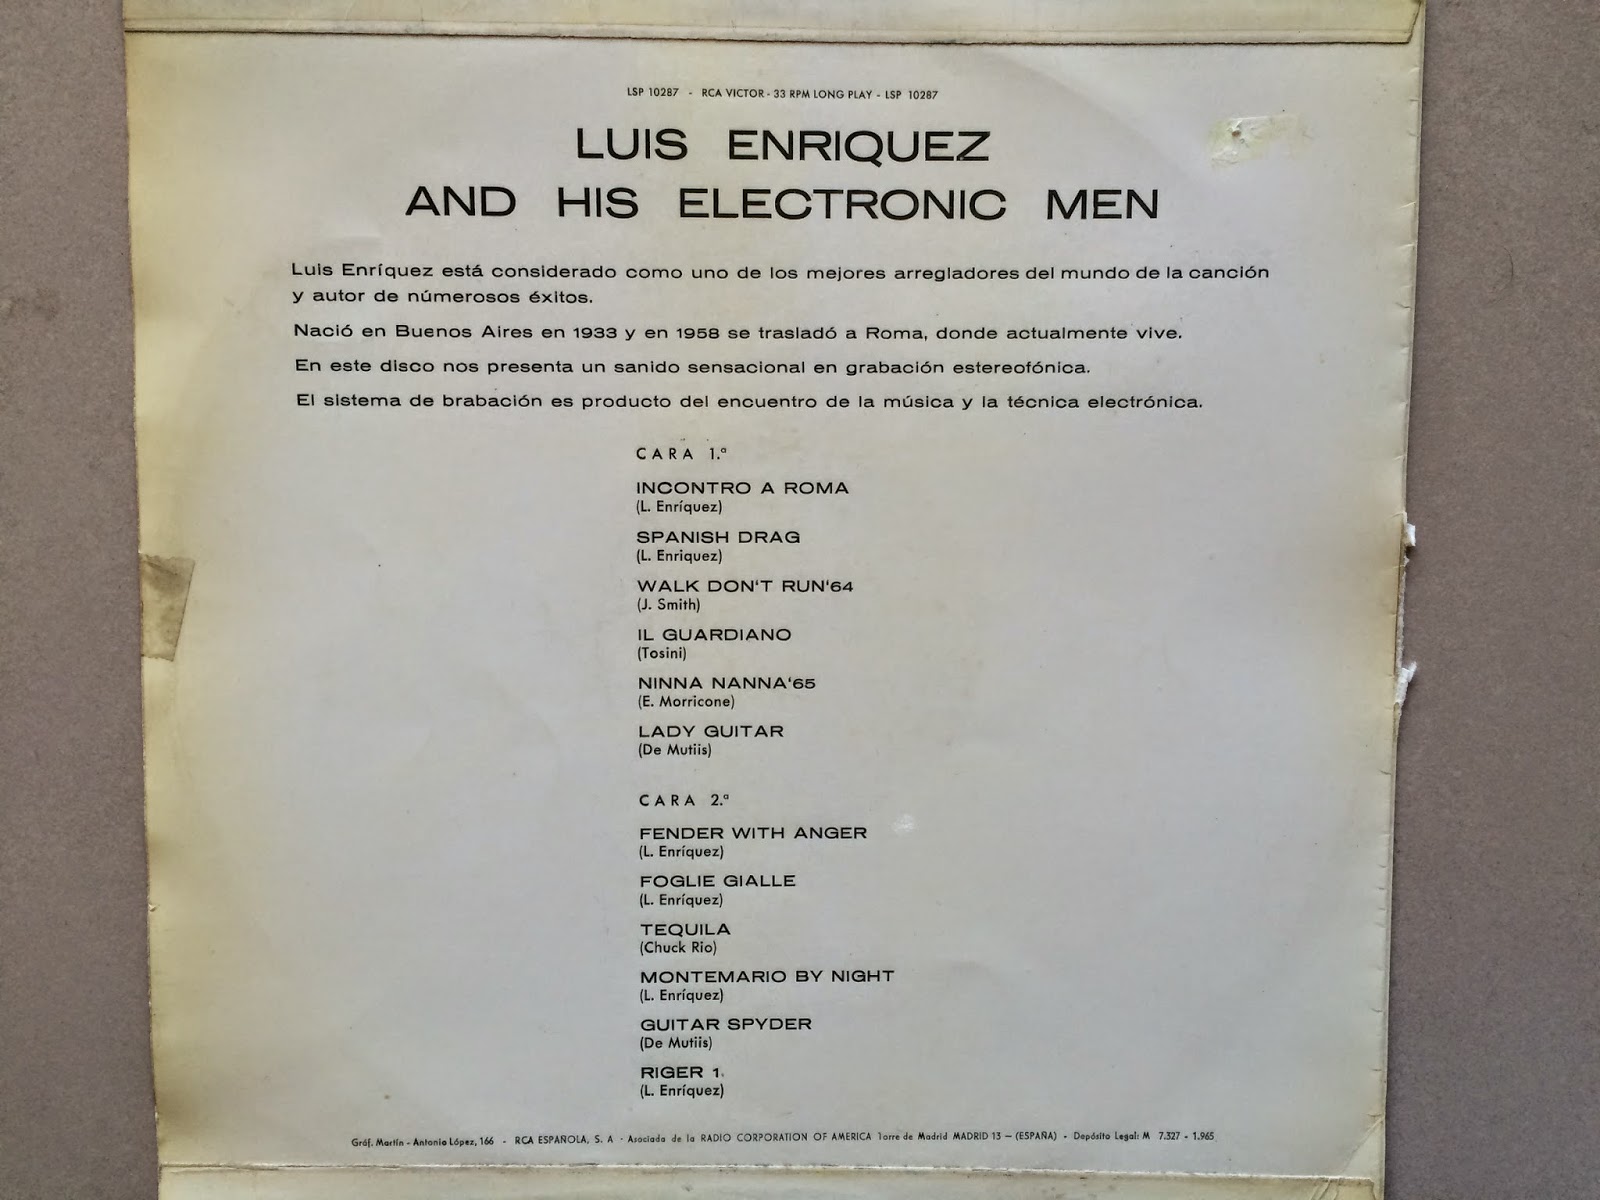 LSP 10287 - RCA VICTOR - 33 RPM LONG PLAY - LSP 10287
LUIS ENRIQUEZ
AND HIS ELECTRONIC MEN
Luis Enríquez está considerado como uno de los mejores arregladores del mundo de la canción
y autor de númerosos éxitos.
Nació en Buenos Aires en 1933 y en 1958 se trasladó a Roma, donde actualmente vive.
En este disco nos presenta un sanido sensacional en grabación estereofónica.
El sistema de brabación es producto del encuentro de la música y la técnica electrónica.
CARA 1.ª
INCONTRO A ROMA
(L. Enríquez)
SPANISH DRAG
(L. Enriquez)
WALK DON'T RUN'64
(J. Smith)
IL GUARDIANO
(Tosini)
NINNA NANNA'65
(E. Morricone)
LADY GUITAR
(De Mutiis)
CARA 2.ª
FENDER WITH ANGER
(L. Enríquez)
FOGLIE GIALLE
(L. Enríquez)
TEQUILA
(Chuck Rio)
MONTEMARIO BY NIGHT
(L. Enríquez)
GUITAR SPYDER
(De Mutiis)
RIGER 1.
(L. Enríquez)
Gráf. Martín - Antonio López, 166 - RCA ESPAÑOLA, S. A - Asociada de la RADIO CORPORATION OF AMERICA Torre de Madrid MADRID 13 - (ESPAÑA) - Depósito Legal: M 7.327 - 1.965